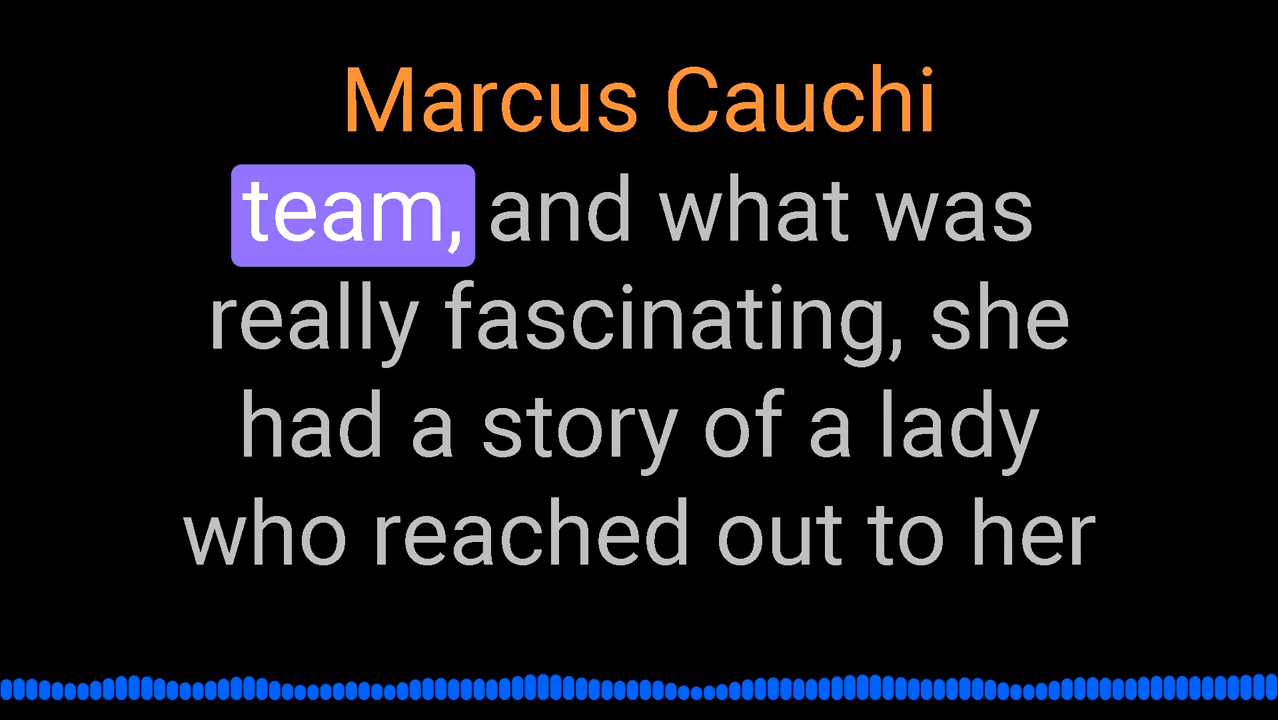 Marcus Cauchi
team, and what was
really fascinating, she
had a story of a lady
who reached out to her